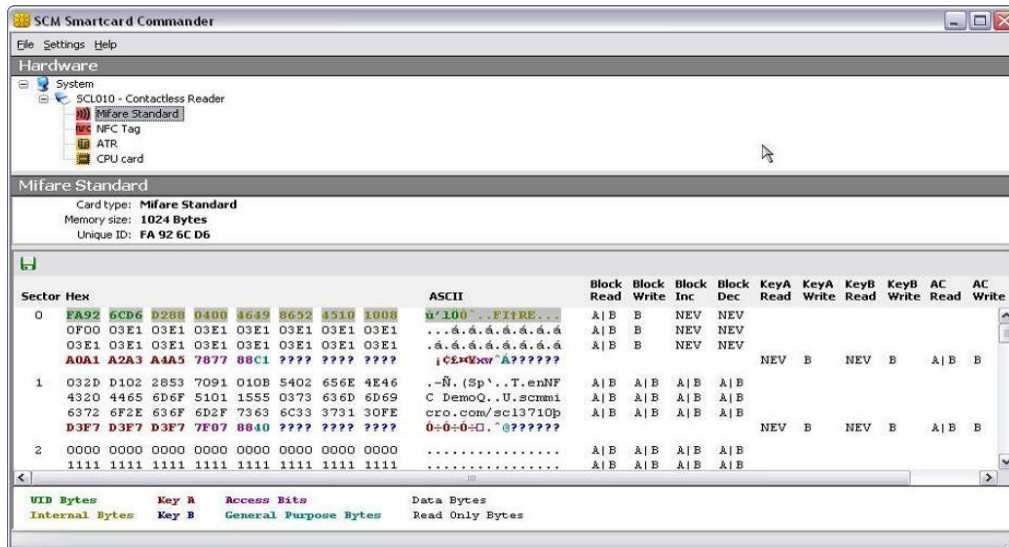 SCM Smartcard Commander
File Settings Help
Hardware
System
SCL010 - Contactless Reader
Mifare Standard
NFC Tag
ATR
CPU card
Mifare Standard
Card type: Mifare Standard
Memory size: 1024 Bytes
Unique ID: FA 92 6C D6
Sector Hex ASCII Block Read Block Write Block Inc Block Dec KeyA Read KeyA Write KeyB Read KeyB Write AC Read AC Write
0 FA92 6CD6 D288 0400 4649 8652 4510 1008 A|B B NEV NEV
0F00 03E1 03E1 03E1 03E1 03E1 03E1 03E1 ...á.á.á.á.á.á.á A|B B NEV NEV
03E1 03E1 03E1 03E1 03E1 03E1 03E1 03E1 .á.á.á.á.á.á.á.á A|B B NEV NEV
A0A1 A2A3 A4A5 7877 88C1 ???? ???? ???? ¡¢£¤¥xwˆÁ?????? NEV B NEV B A|B B
1 032D D102 2853 7091 010B 5402 656E 4E46 .-Ñ.(Sp‘..T.enNF A|B A|B A|B A|B
4320 4465 6D6F 5101 1555 0373 636D 6D69 C DemoQ..U.scmmi A|B A|B A|B A|B
6372 6F2E 636F 6D2F 7363 6C33 3731 30FE cro.com/scl3710þ A|B A|B A|B A|B
D3F7 D3F7 D3F7 7F07 8840 ???? ???? ???? Ó÷Ó÷Ó÷□.ˆ@?????? NEV B NEV B A|B B
2 0000 0000 0000 0000 0000 0000 0000 0000 ................ A|B A|B A|B A|B
1111 1111 1111 1111 1111 1111 1111 1111 ................ A|B A|B A|B A|B
UID Bytes Key A Access Bits Data Bytes
Internal Bytes Key B General Purpose Bytes Read Only Bytes